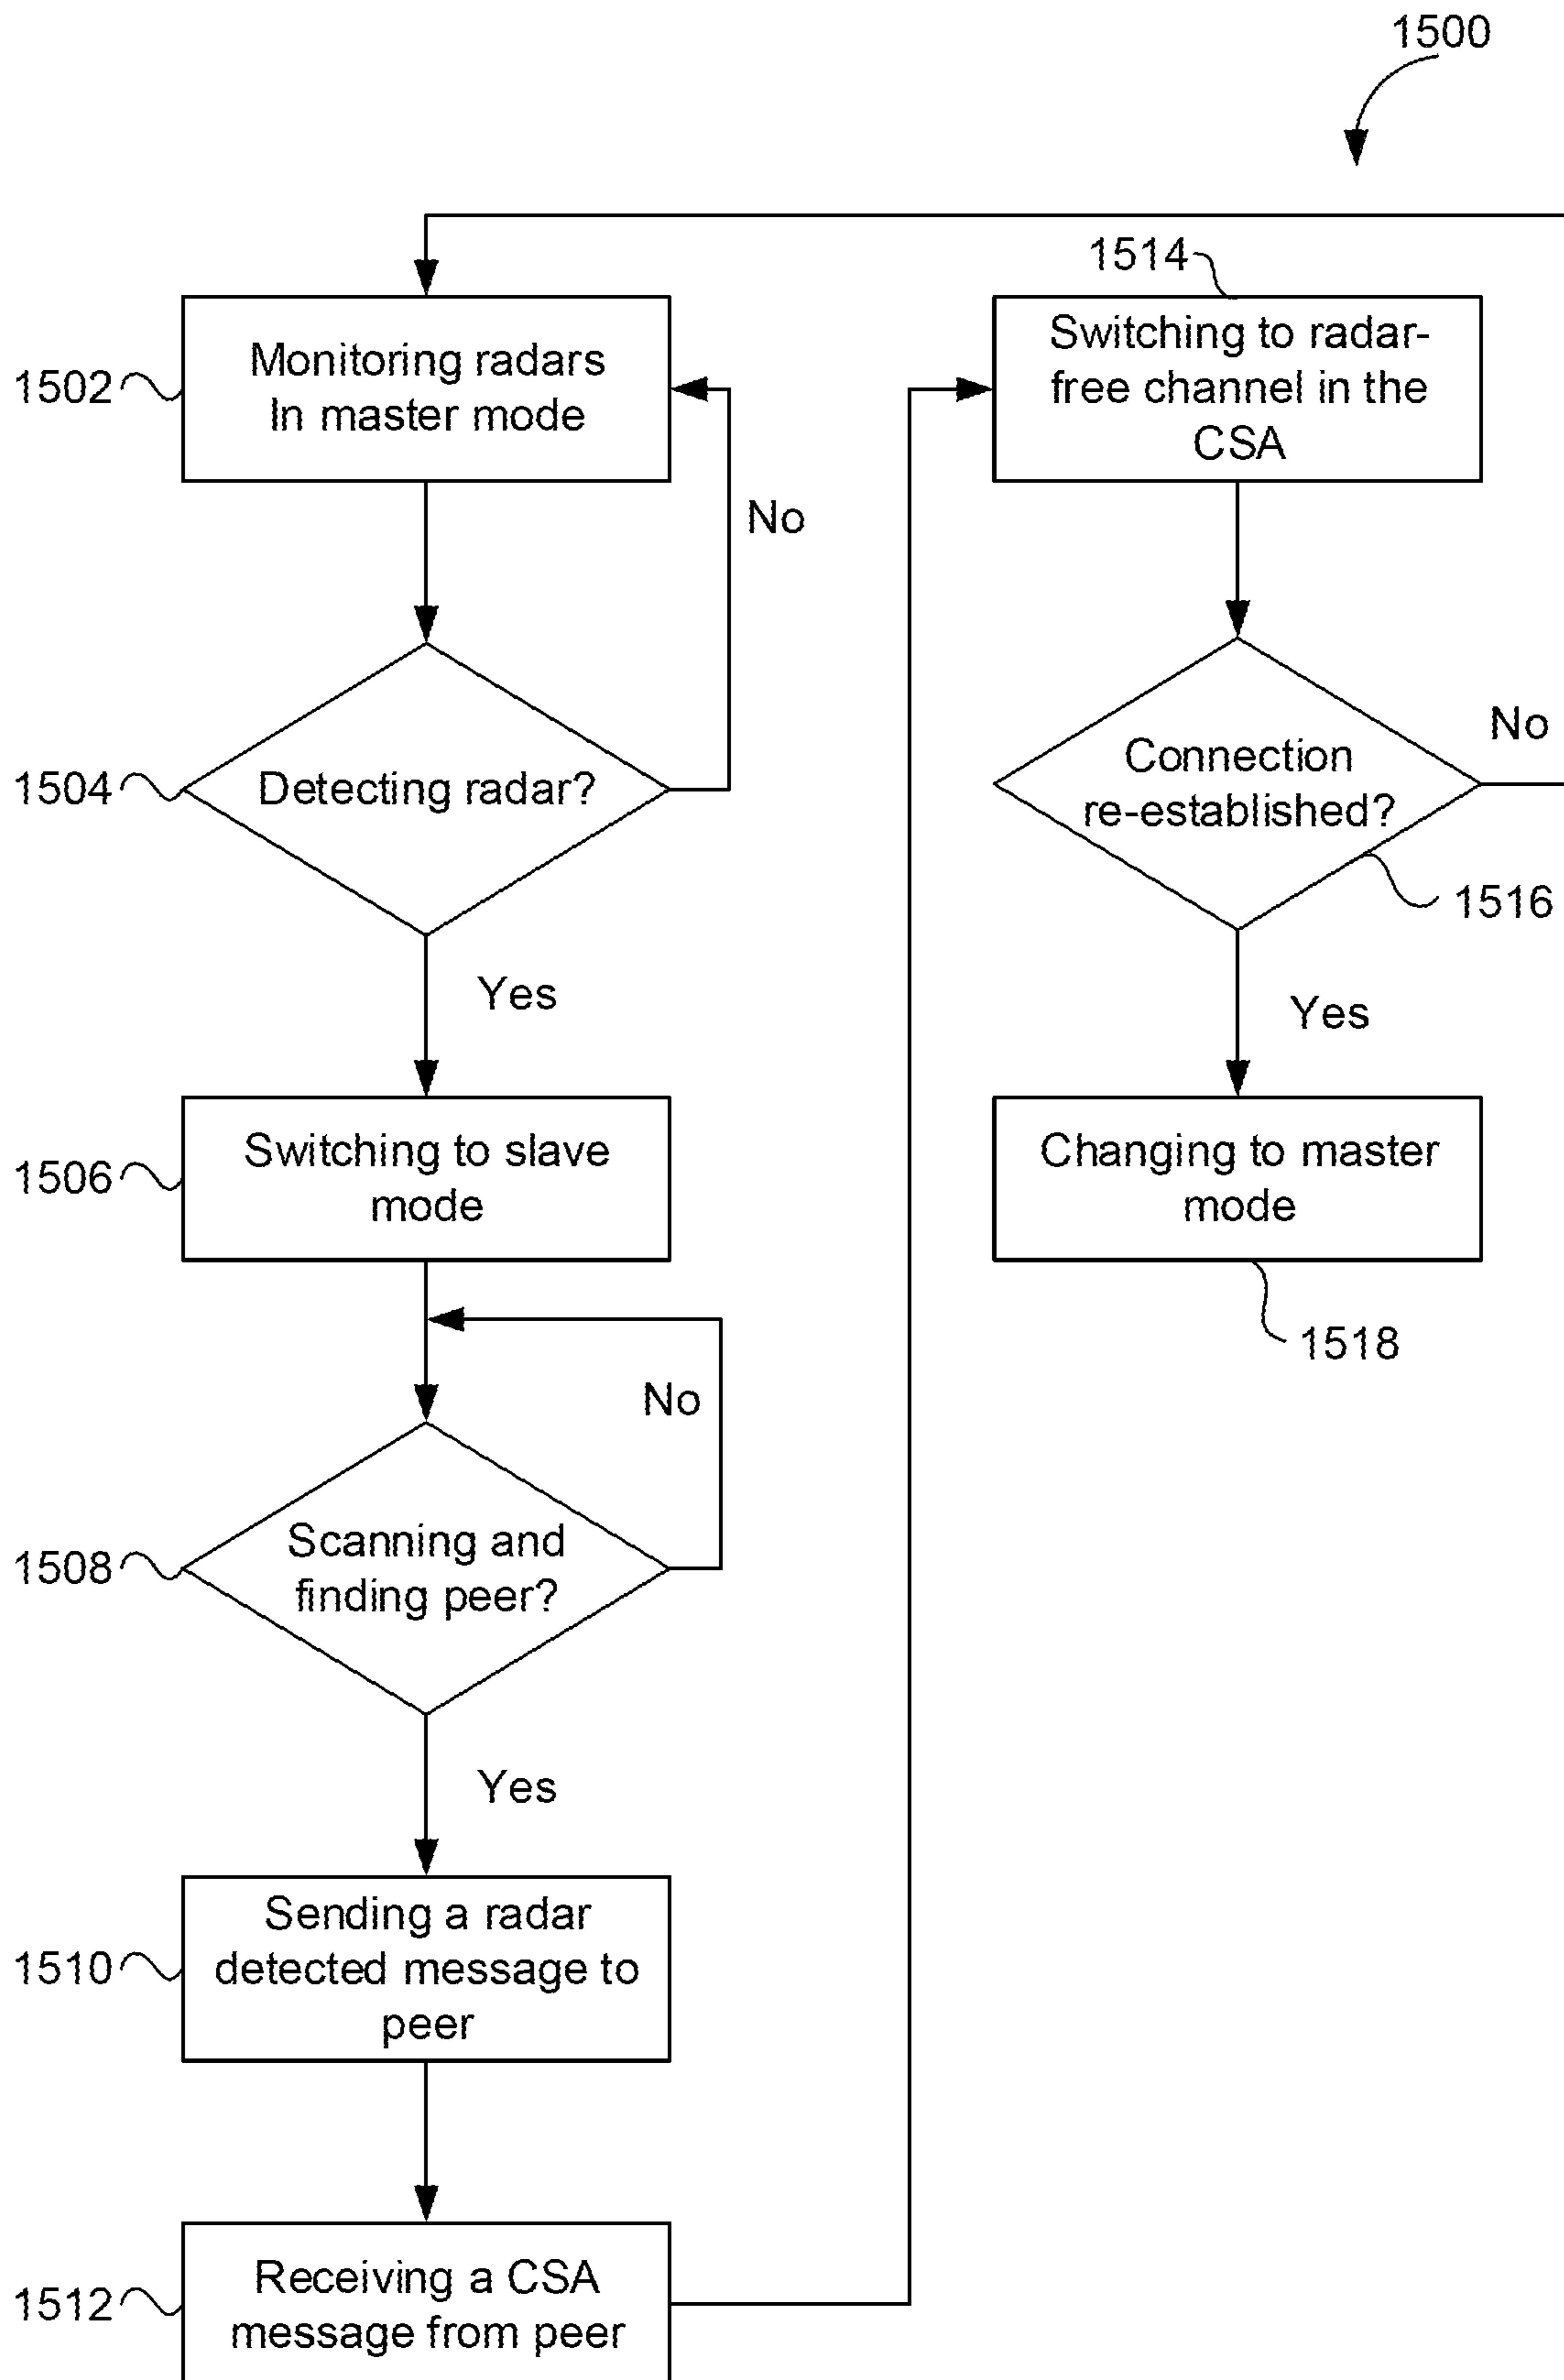 1500
1502
Monitoring radars
In master mode
No
1504
Detecting radar?
Yes
1506
Switching to slave
mode
No
1508
Scanning and
finding peer?
Yes
1510
Sending a radar
detected message to
peer
1512
Receiving a CSA
message from peer
1514
Switching to radar-
free channel in the
CSA
Connection
re-established?
No
1516
Yes
Changing to master
mode
1518